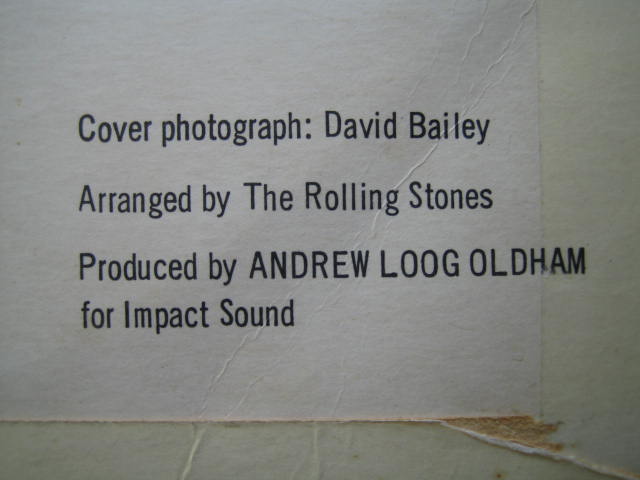 Cover photograph: David Bailey
Arranged by The Rolling Stones
Produced by ANDREW LOOG OLDHAM
for Impact Sound